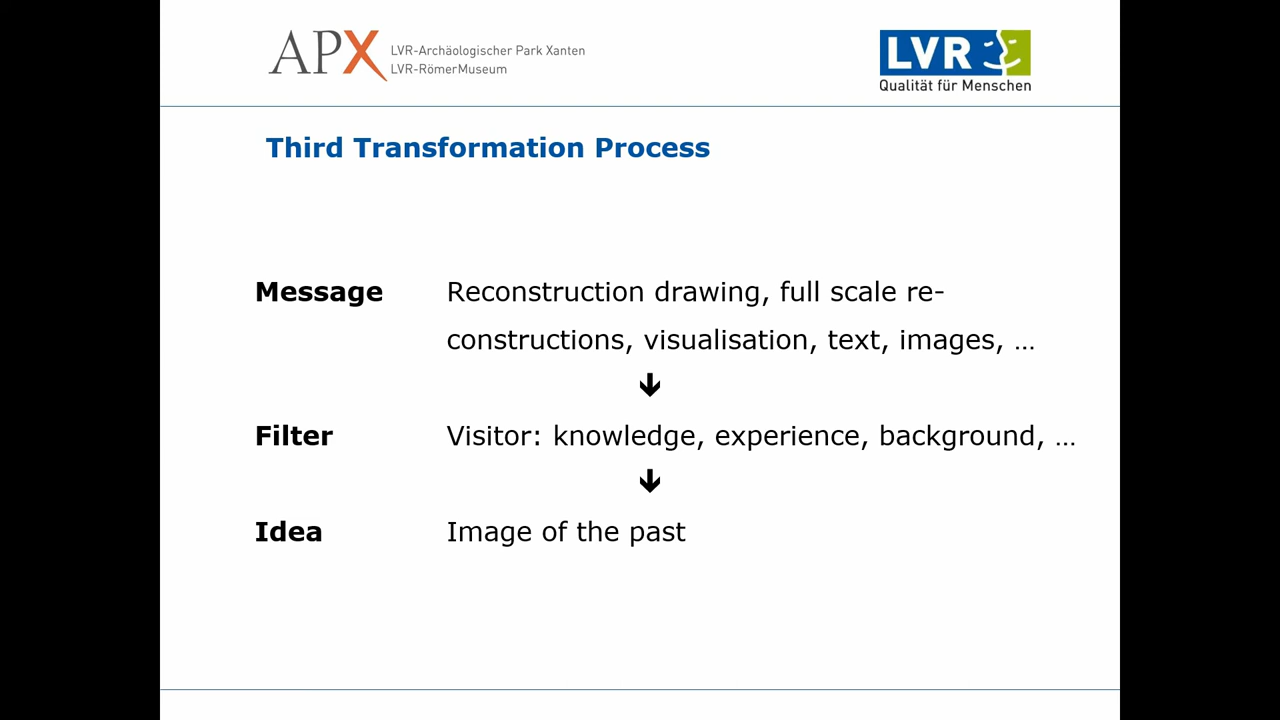 APX LVR-Archäologischer Park Xanten
LVR-RömerMuseum
LVR
Qualität für Menschen
Third Transformation Process
Message Reconstruction drawing, full scale re-
constructions, visualisation, text, images, ...
Filter Visitor: knowledge, experience, background, ...
Idea Image of the past